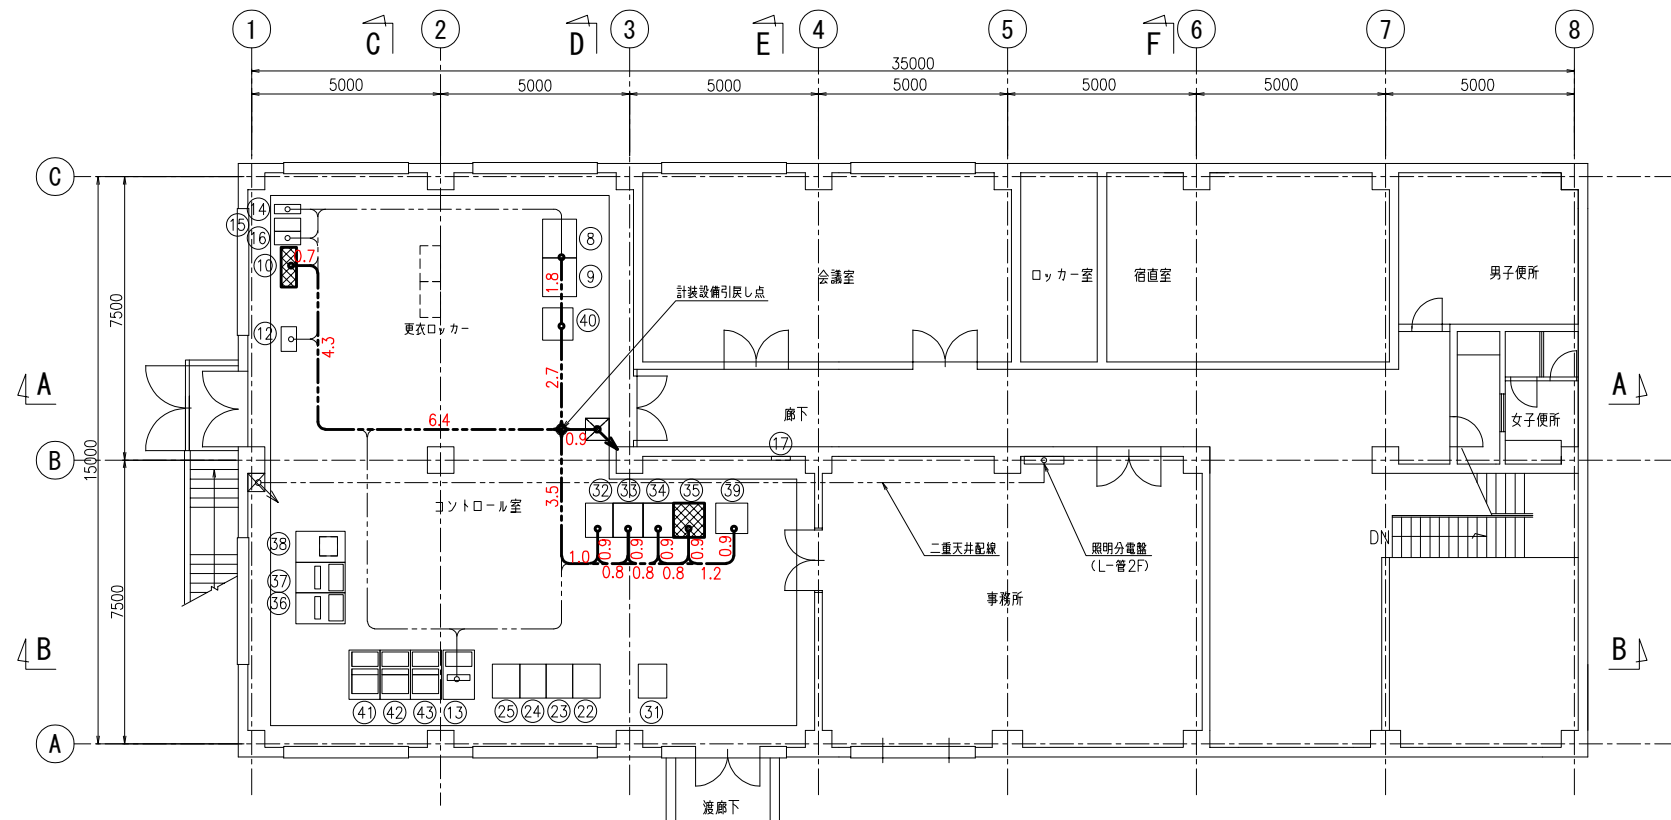 1 2 3 4 5 6 7 8
C D E F
35000
5000 5000 5000 5000 5000 5000 5000
C
14
15
16
10
0.7
8
9
1.8
計装設備引戻し点
会議室
ロッカー室
宿直室
男子便所
7500
12
更衣ロッカー
40
4.3
2.7
A
A
6.4
0.9
廊下
女子便所
17
B
15000
3.5
コントロール室
32 33 34 35 39
38
37
36
1.0
0.9 0.9 0.9 0.9 0.9
0.8 0.8 0.8 1.2
二重天井配線
照明分電盤
(L-管2F)
DN
7500
事務所
B
B
41 42 43 13 25 24 23 22 31
A
渡廊下